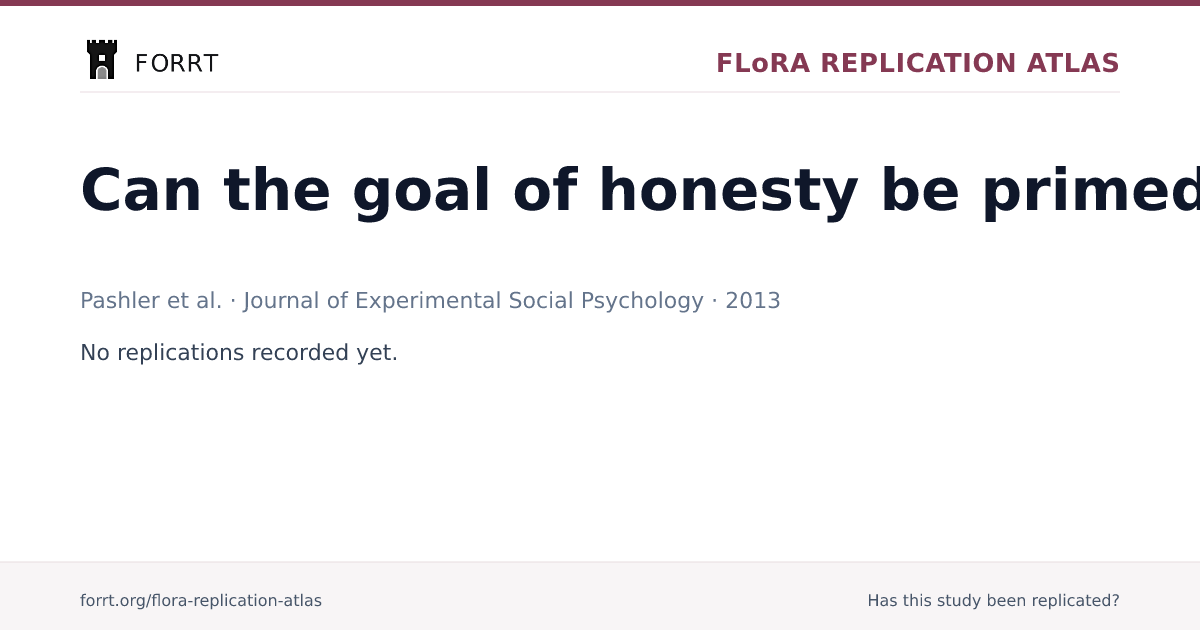 FORRT
FLoRA REPLICATION ATLAS
Can the goal of honesty be primed
Pashler et al. · Journal of Experimental Social Psychology · 2013
No replications recorded yet.
forrt.org/flora-replication-atlas
Has this study been replicated?